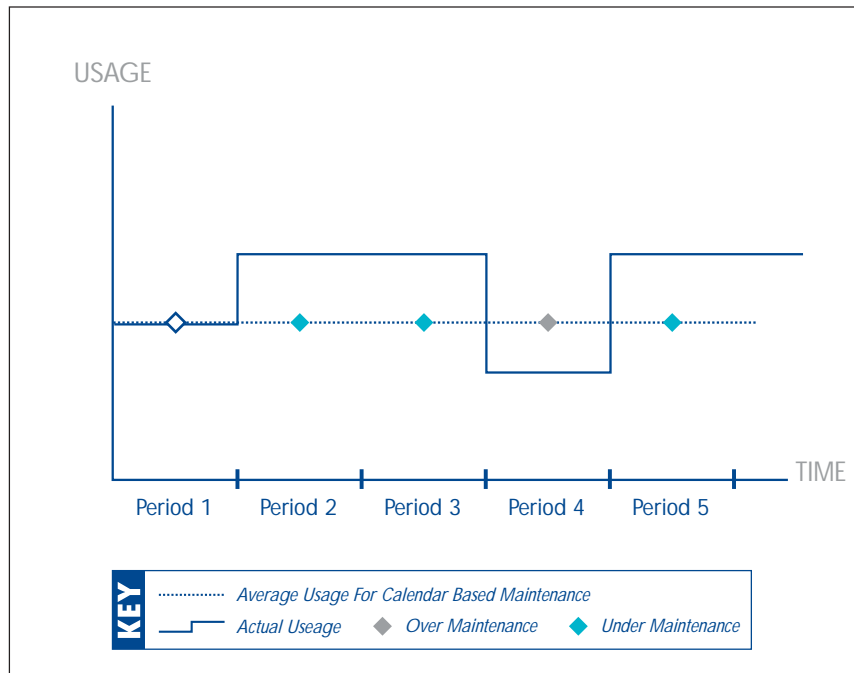 USAGE
TIME
Period 1 Period 2 Period 3 Period 4 Period 5
KEY
Average Usage For Calendar Based Maintenance
Actual Useage Over Maintenance Under Maintenance